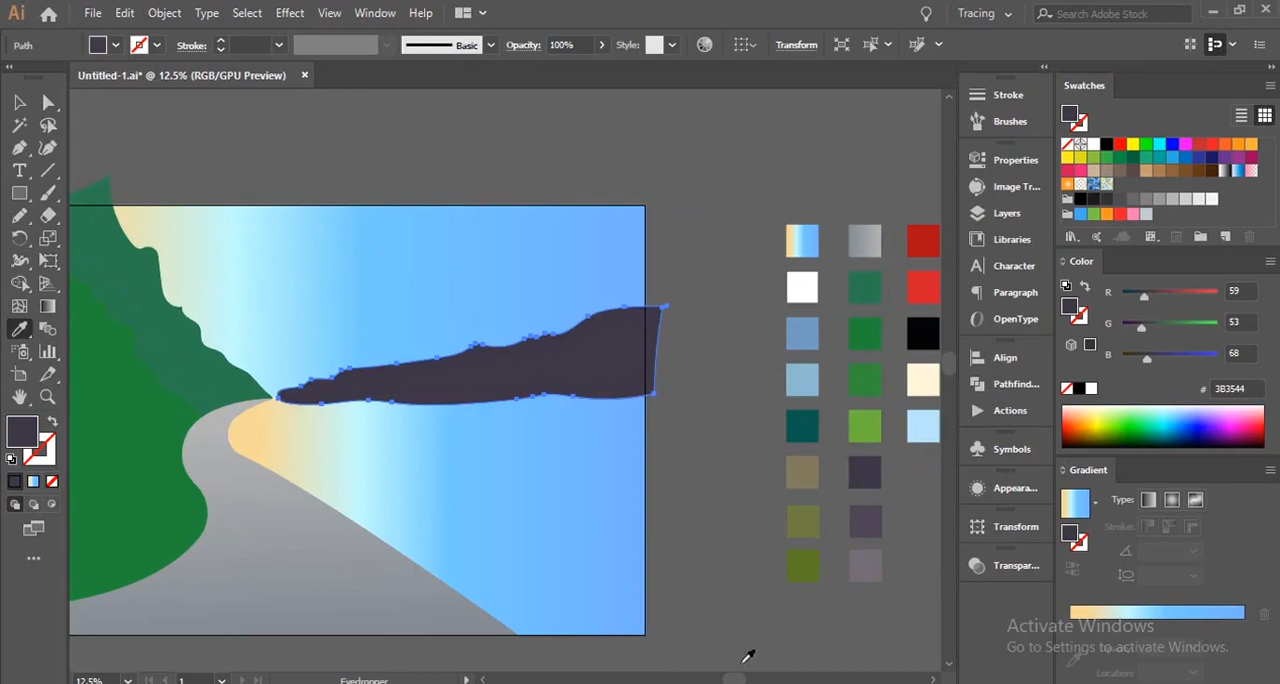 Ai File Edit Object Type Select Effect View Window Help Tracing Search Adobe Stock
Path Stroke: Basic Opacity: 100% Style: Transform
Untitled-1.ai* @ 12.5% (RGB/GPU Preview) ×
Stroke
Brushes
Properties
Image Tr...
Layers
Libraries
Character
Paragraph
OpenType
Align
Pathfind...
Actions
Symbols
Appeara...
Transform
Transpar...
Swatches
Color
R 59
G 53
B 68
# 3B3544
Gradient
Type:
Stroke:
Activate Windows
Go to Settings to activate Windows.
Location:
12.5% 1 Eyedropper